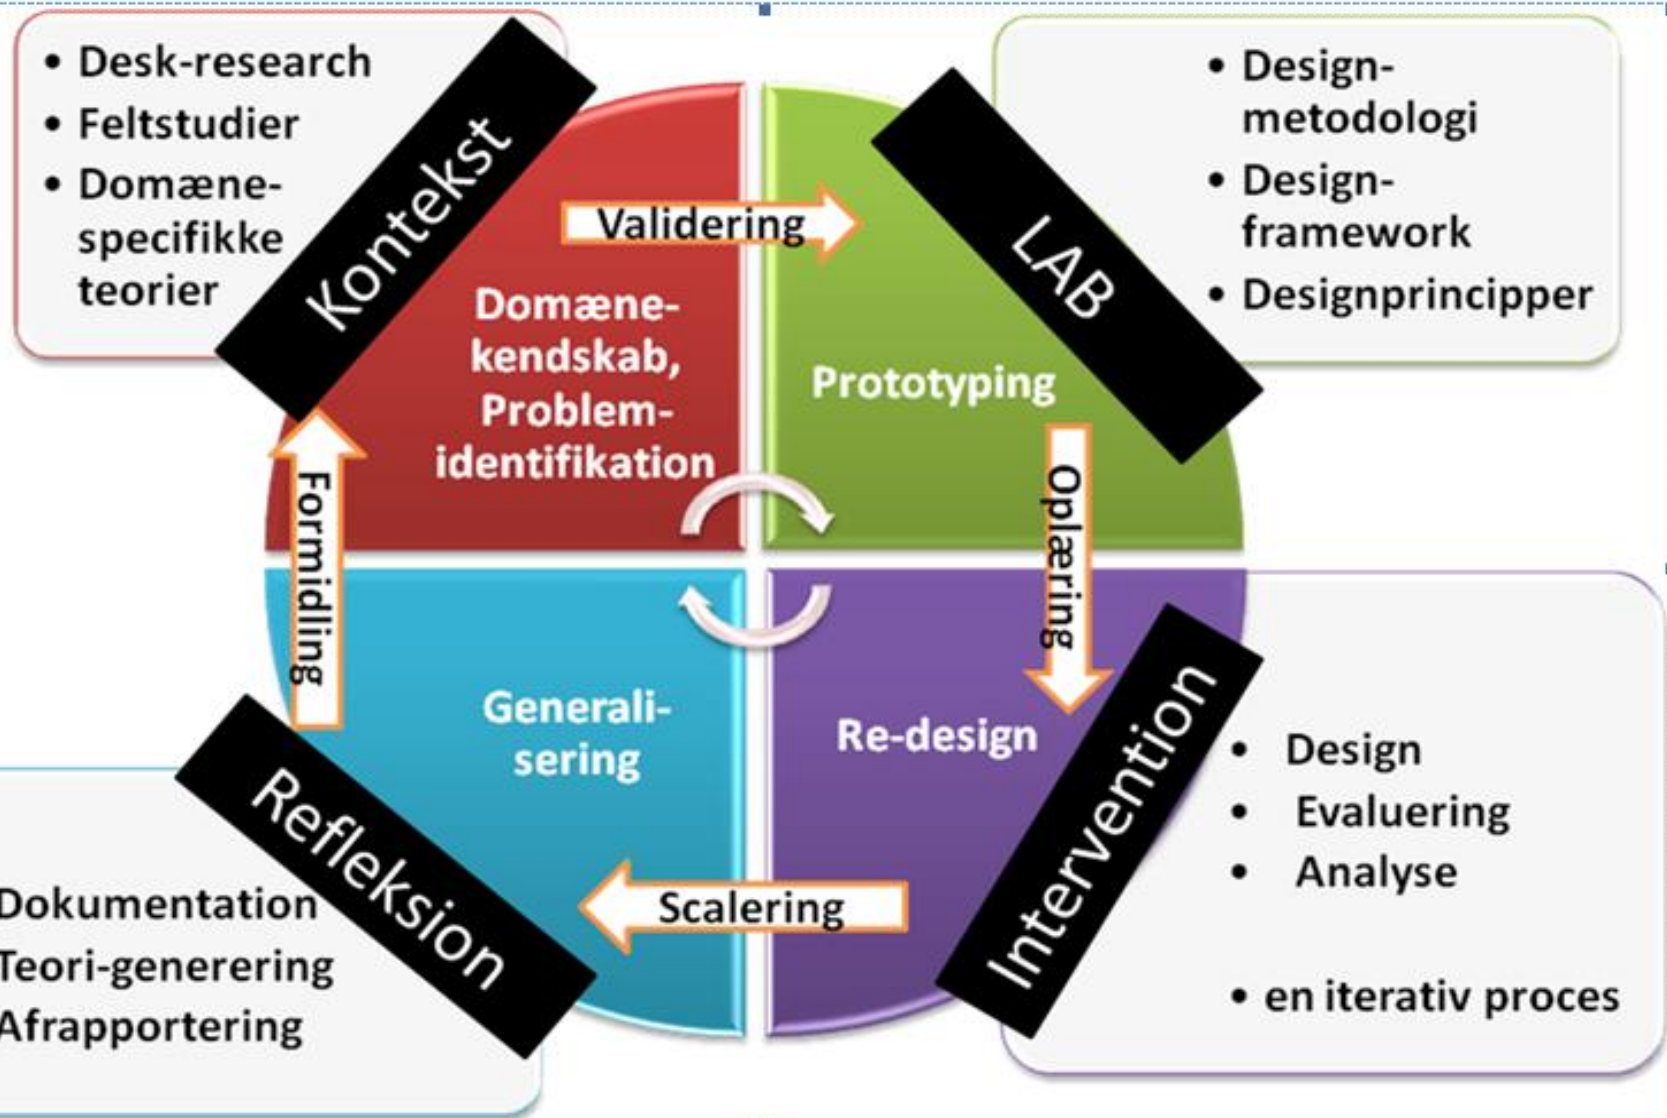 • Desk-research
• Feltstudier
• Domæne-
specifikke
teorier
Kontekst
Domæne-
kendskab,
Problem-
identifikation
Validering
• Design-
metodologi
• Design-
framework
• Designprincipper
LAB
Prototyping
Oplæring
Re-design
Intervention
• Design
• Evaluering
• Analyse
• en iterativ proces
Scalering
Generali-
sering
Refleksion
Dokumentation
Teori-generering
Afrapportering
Formidling